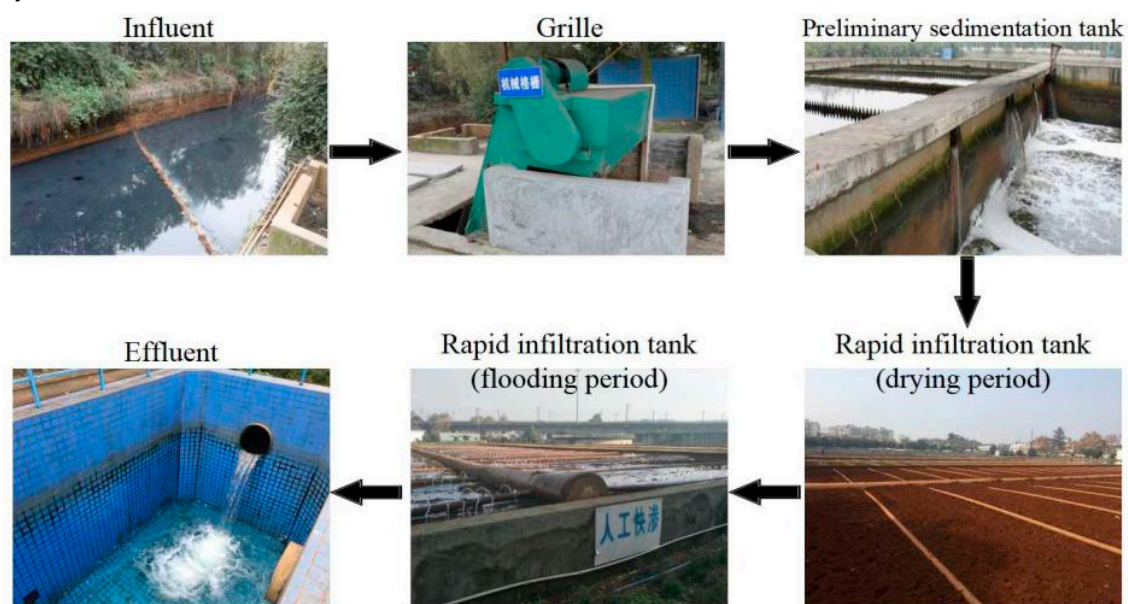 Influent
Grille
Preliminary sedimentation tank
机械格栅
Effluent
Rapid infiltration tank
(flooding period)
Rapid infiltration tank
(drying period)
人工快渗